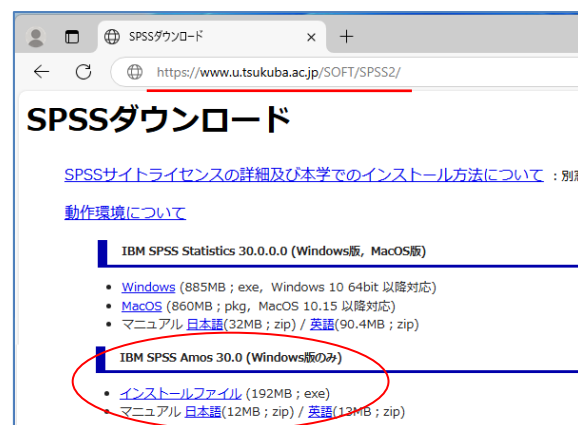 SPSSダウンロード
https://www.u.tsukuba.ac.jp/SOFT/SPSS2/
SPSSダウンロード
SPSSサイトライセンスの詳細及び本学でのインストール方法について ：別
動作環境について
IBM SPSS Statistics 30.0.0.0 (Windows版，MacOS版)
Windows (885MB；exe，Windows 10 64bit 以降対応)
MacOS (860MB；pkg，MacOS 10.15 以降対応)
マニュアル 日本語(32MB；zip) / 英語(90.4MB；zip)
IBM SPSS Amos 30.0 (Windows版のみ)
インストールファイル (192MB；exe)
マニュアル 日本語(12MB；zip) / 英語(13MB；zip)